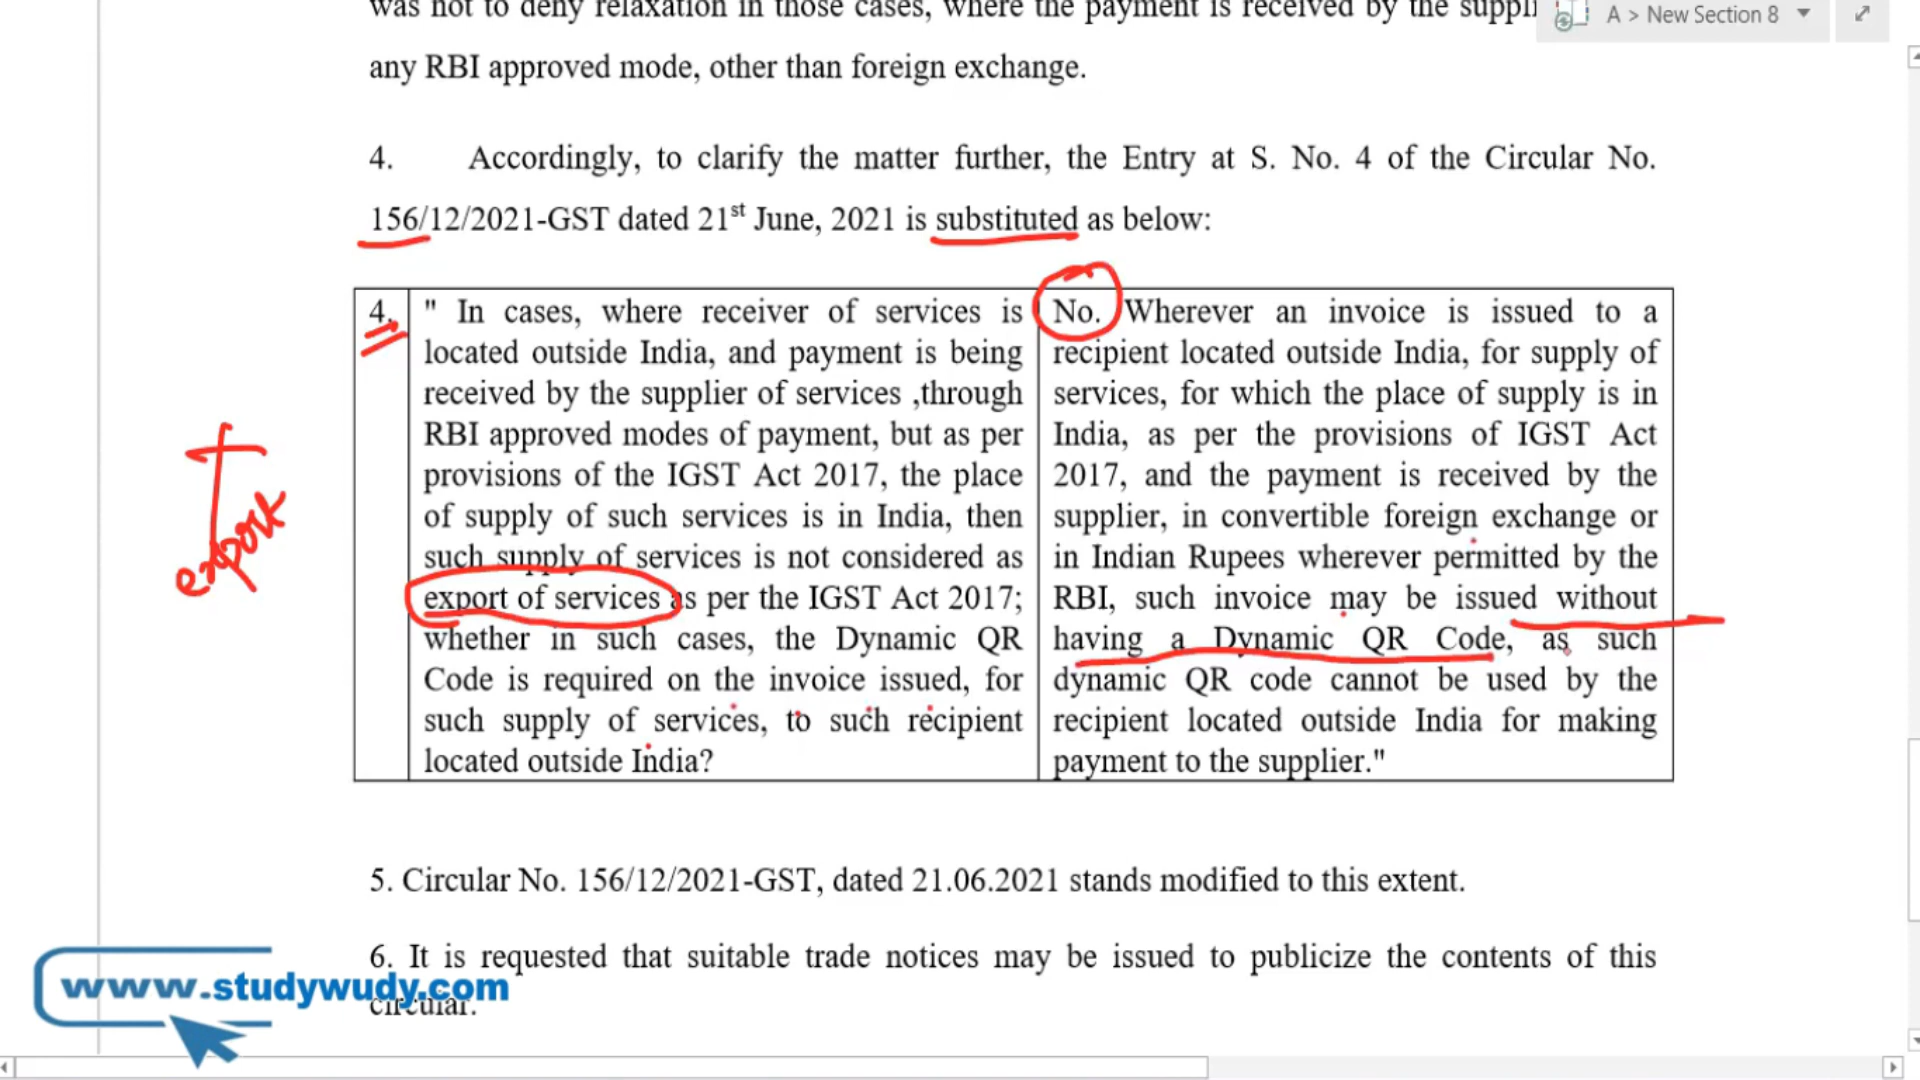 was not to deny relaxation in those cases, where the payment is received by the suppli
A > New Section 8
any RBI approved mode, other than foreign exchange.
4. Accordingly, to clarify the matter further, the Entry at S. No. 4 of the Circular No.
156/12/2021-GST dated 21st June, 2021 is substituted as below:
4. " In cases, where receiver of services is
located outside India, and payment is being
received by the supplier of services ,through
RBI approved modes of payment, but as per
provisions of the IGST Act 2017, the place
of supply of such services is in India, then
such supply of services is not considered as
export of services as per the IGST Act 2017;
whether in such cases, the Dynamic QR
Code is required on the invoice issued, for
such supply of services, to such recipient
located outside India?
No. Wherever an invoice is issued to a
recipient located outside India, for supply of
services, for which the place of supply is in
India, as per the provisions of IGST Act
2017, and the payment is received by the
supplier, in convertible foreign exchange or
in Indian Rupees wherever permitted by the
RBI, such invoice may be issued without
having a Dynamic QR Code, as such
dynamic QR code cannot be used by the
recipient located outside India for making
payment to the supplier."
export
5. Circular No. 156/12/2021-GST, dated 21.06.2021 stands modified to this extent.
6. It is requested that suitable trade notices may be issued to publicize the contents of this
circular.
www.studywudy.com